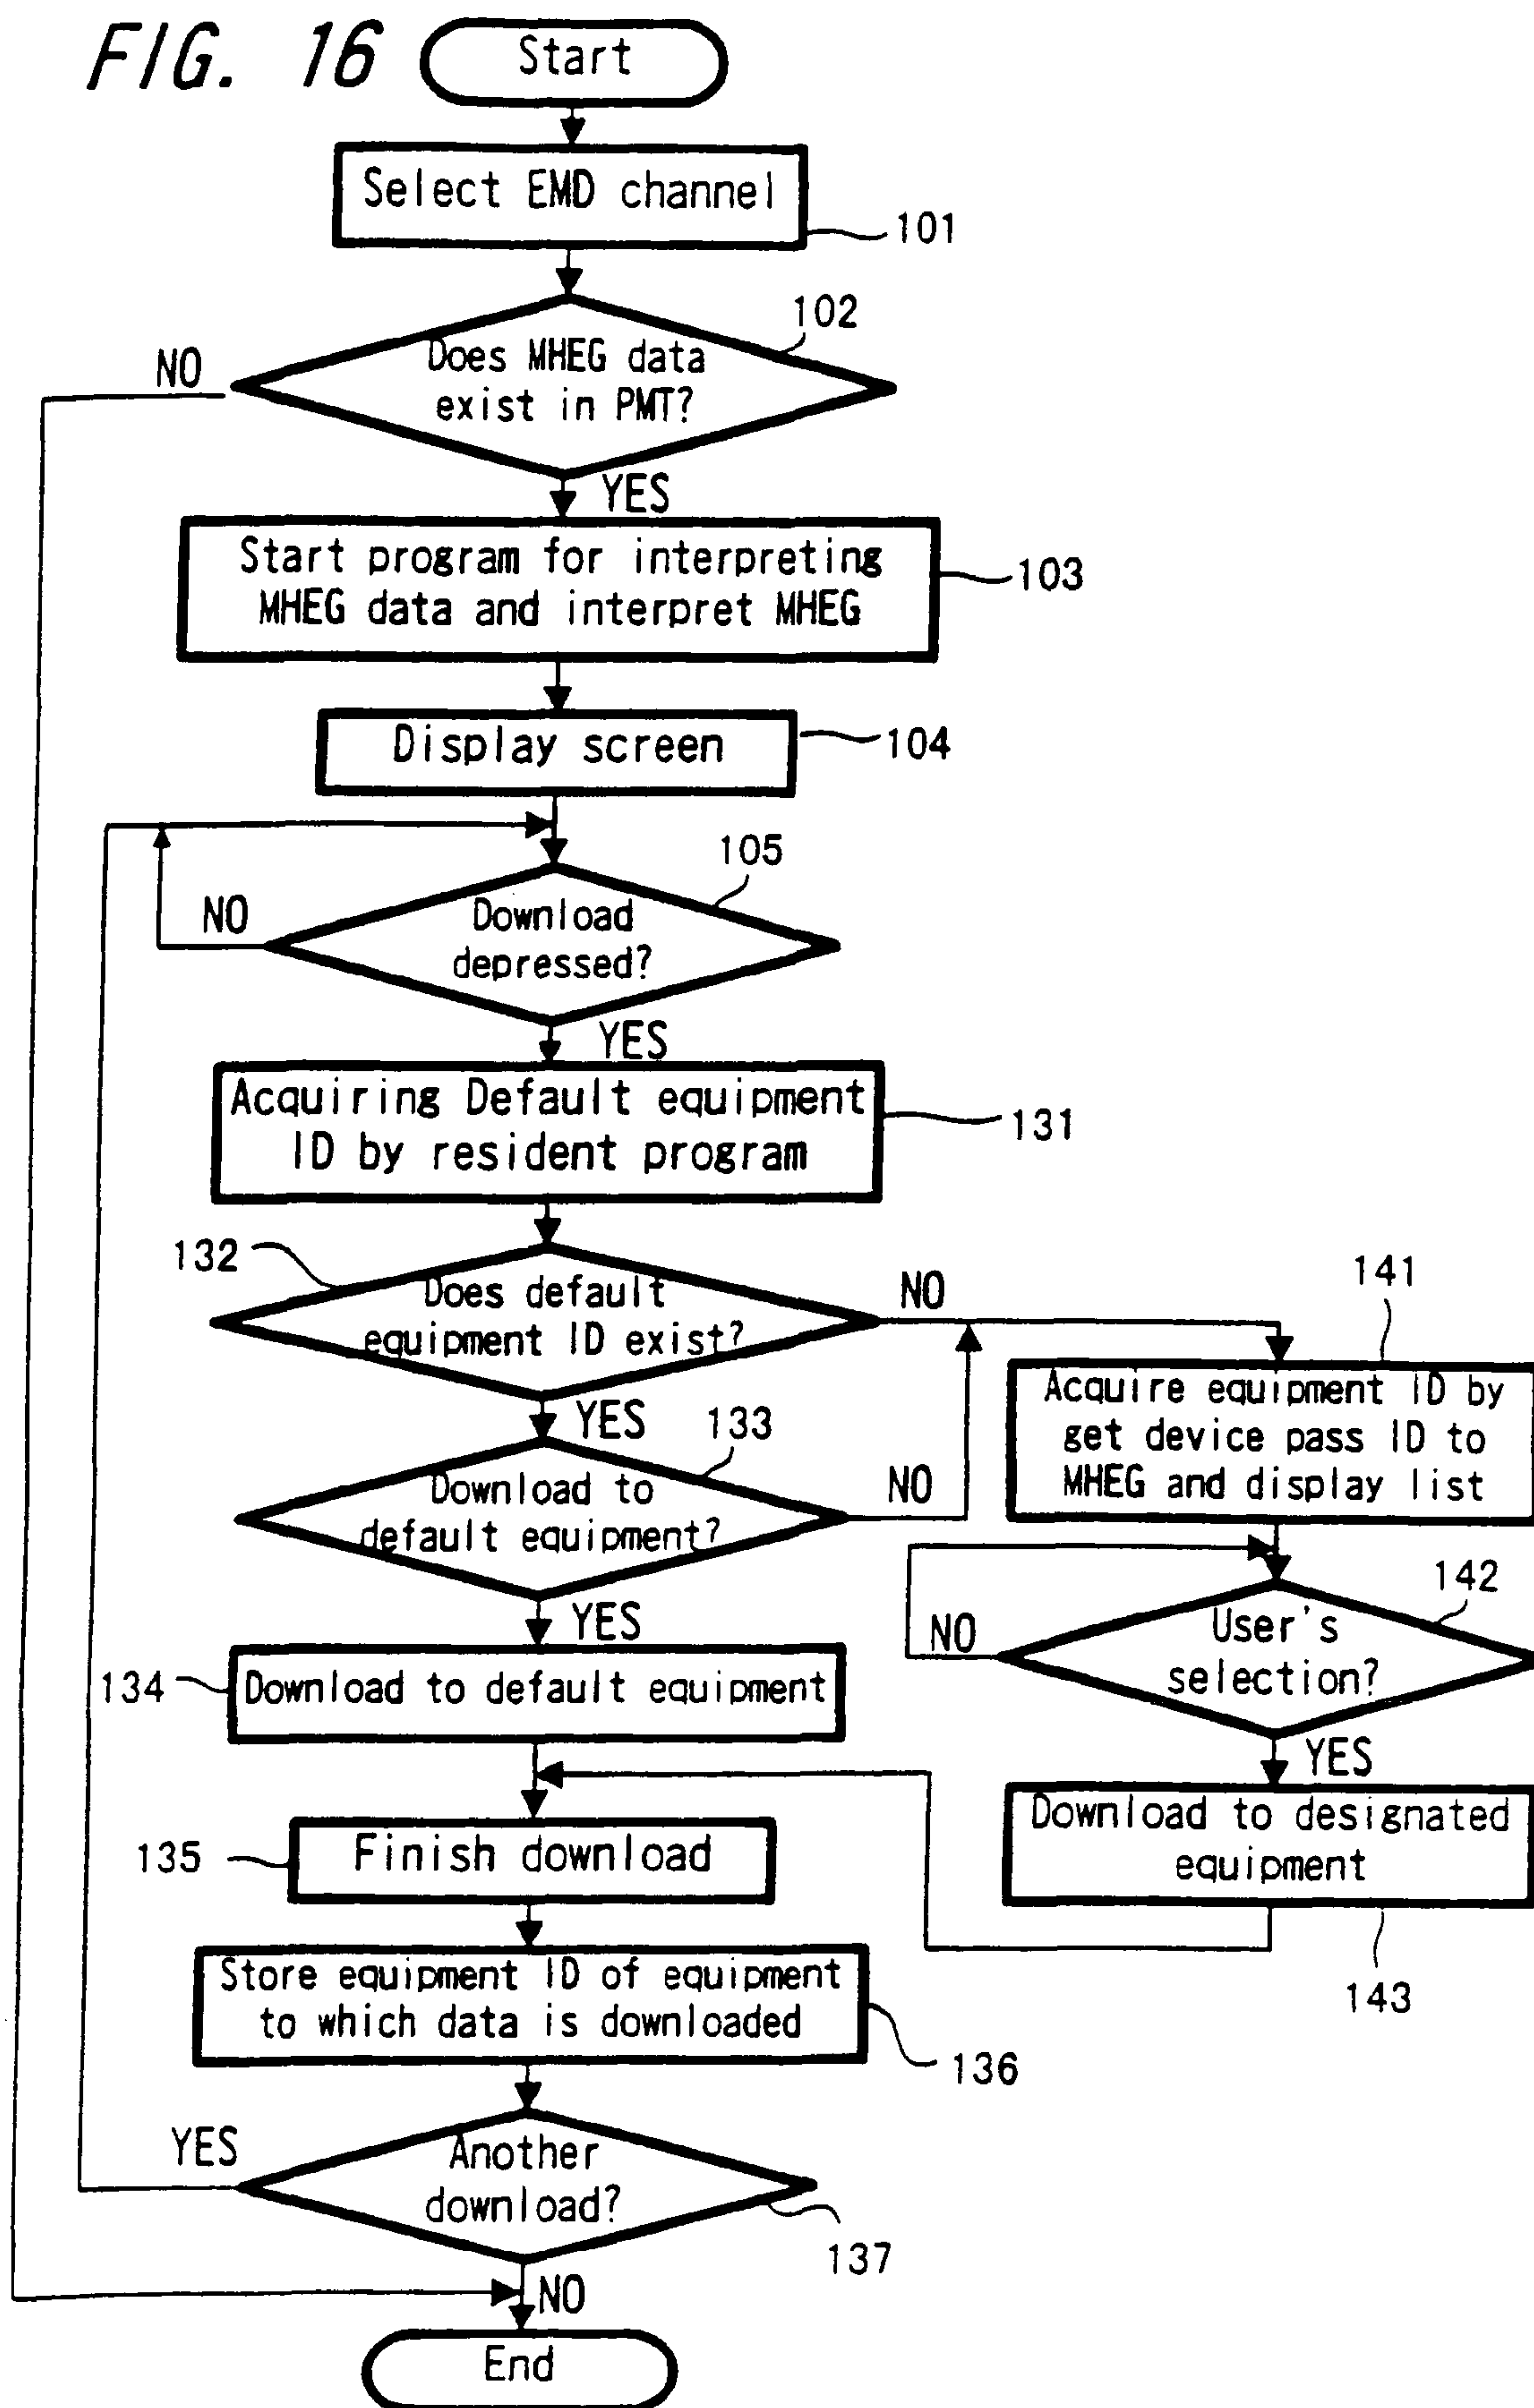 FIG. 16
Start
Select EMD channel
101
102
Does MHEG data
exist in PMT?
NO
YES
Start program for interpreting
MHEG data and interpret MHEG
103
Display screen
104
105
Download
depressed?
NO
YES
Acquiring Default equipment
ID by resident program
131
132
Does default
equipment ID exist?
NO
YES
133
Download to
default equipment?
NO
YES
141
Acquire equipment ID by
get device pass ID to
MHEG and display list
142
User's
selection?
NO
YES
134
Download to default equipment
Download to designated
equipment
143
135
Finish download
Store equipment ID of equipment
to which data is downloaded
136
YES
Another
download?
137
NO
End